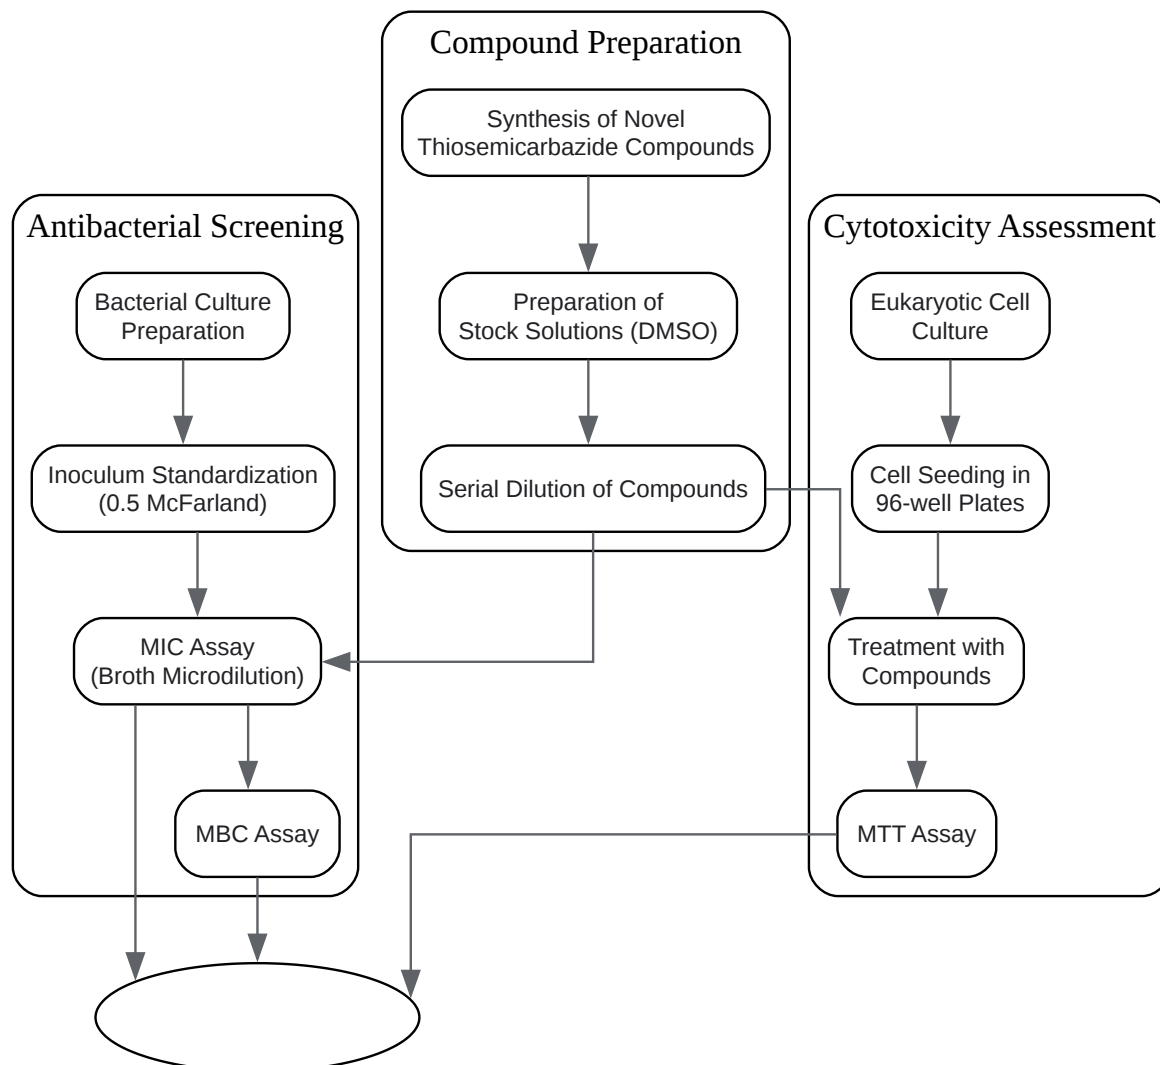 Compound Preparation
Synthesis of Novel
Thiosemicarbazide Compounds
Preparation of
Stock Solutions (DMSO)
Serial Dilution of Compounds
Antibacterial Screening
Bacterial Culture
Preparation
Inoculum Standardization
(0.5 McFarland)
MIC Assay
(Broth Microdilution)
MBC Assay
Cytotoxicity Assessment
Eukaryotic Cell
Culture
Cell Seeding in
96-well Plates
Treatment with
Compounds
MTT Assay